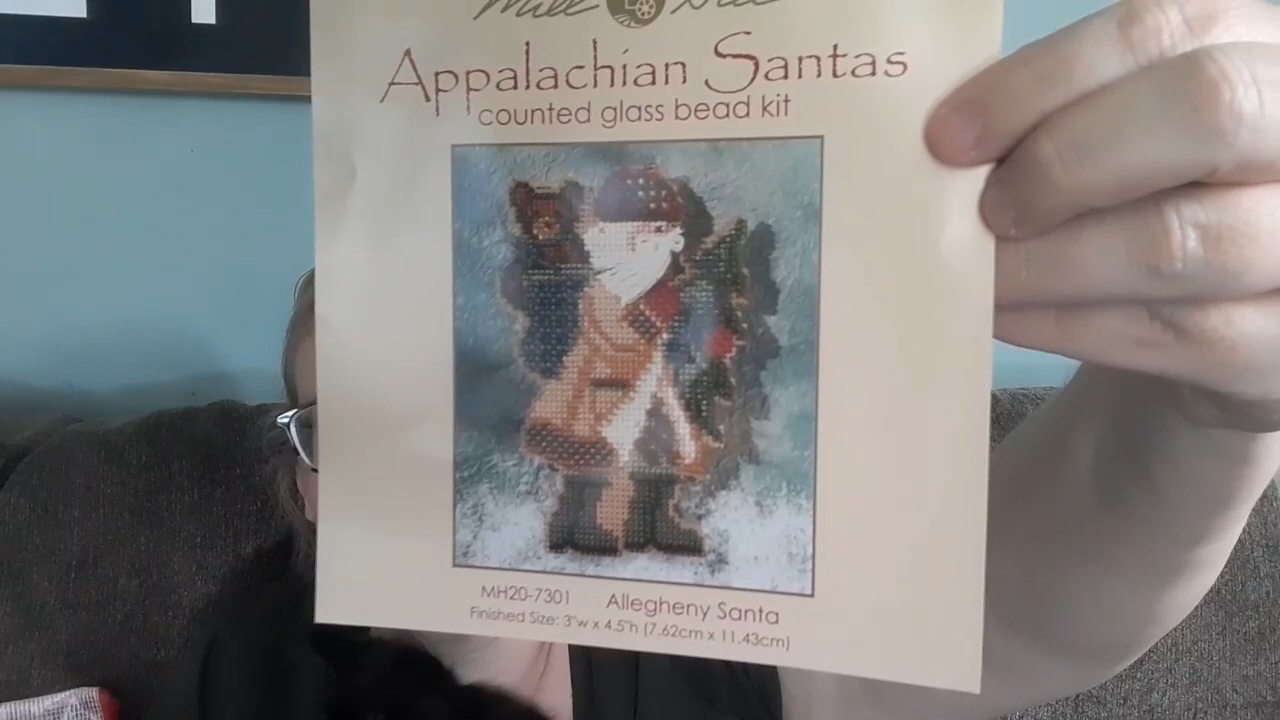 Mill
Appalachian Santas
counted glass bead kit
MH20-7301 Allegheny Santa
Finished Size: 3"w x 4.5"h (7.62cm x 11.43cm)